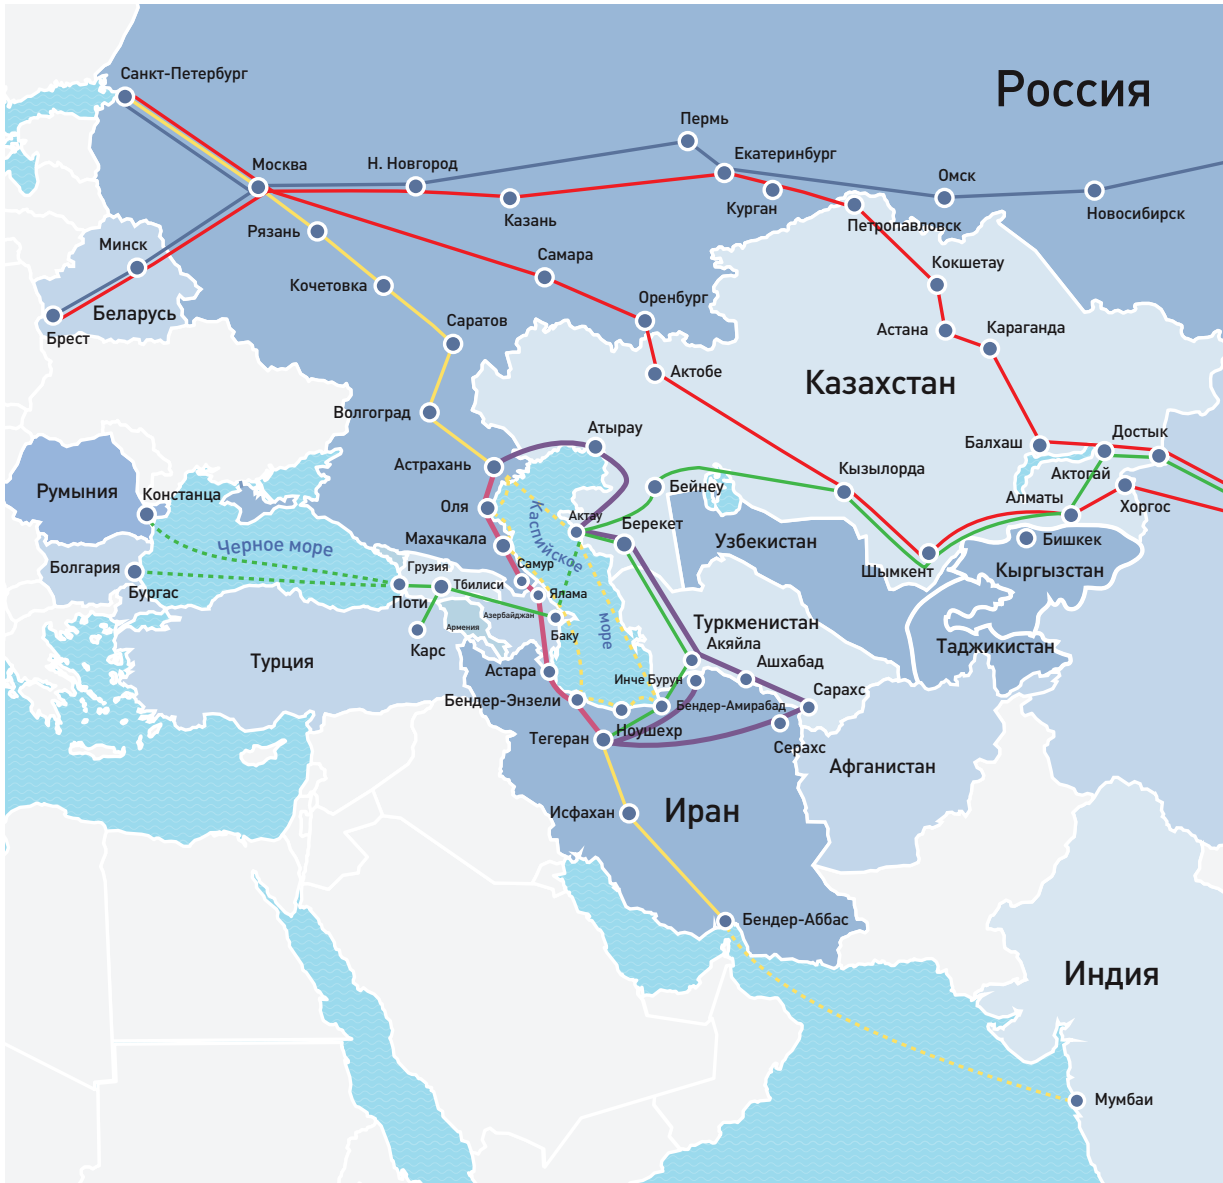 Санкт-Петербург
Россия
Пермь
Екатеринбург
Москва
Н. Новгород
Омск
Курган
Казань
Новосибирск
Петропавловск
Рязань
Минск
Самара
Кокшетау
Кочетовка
Оренбург
Беларусь
Саратов
Астана
Караганда
Брест
Актобе
Казахстан
Волгоград
Атырау
Балхаш
Достык
Астрахань
Кызылорда
Актогай
Румыния
Констанца
Бейнеу
Алматы
Хоргос
Оля
Каспийское
море
Актау
Берекет
Махачкала
Узбекистан
Бишкек
Черное море
Болгария
Грузия
Самур
Шымкент
Кыргызстан
Бургас
Тбилиси
Поти
Ялама
Азербайджан
Армения
Баку
Туркменистан
Карс
Акяйла
Таджикистан
Турция
Ашхабад
Астара
Инче Бурун
Сарахс
Бендер-Энзели
Бендер-Амирабад
Ноушехр
Тегеран
Серахс
Афганистан
Исфахан
Иран
Бендер-Аббас
Индия
Мумбаи